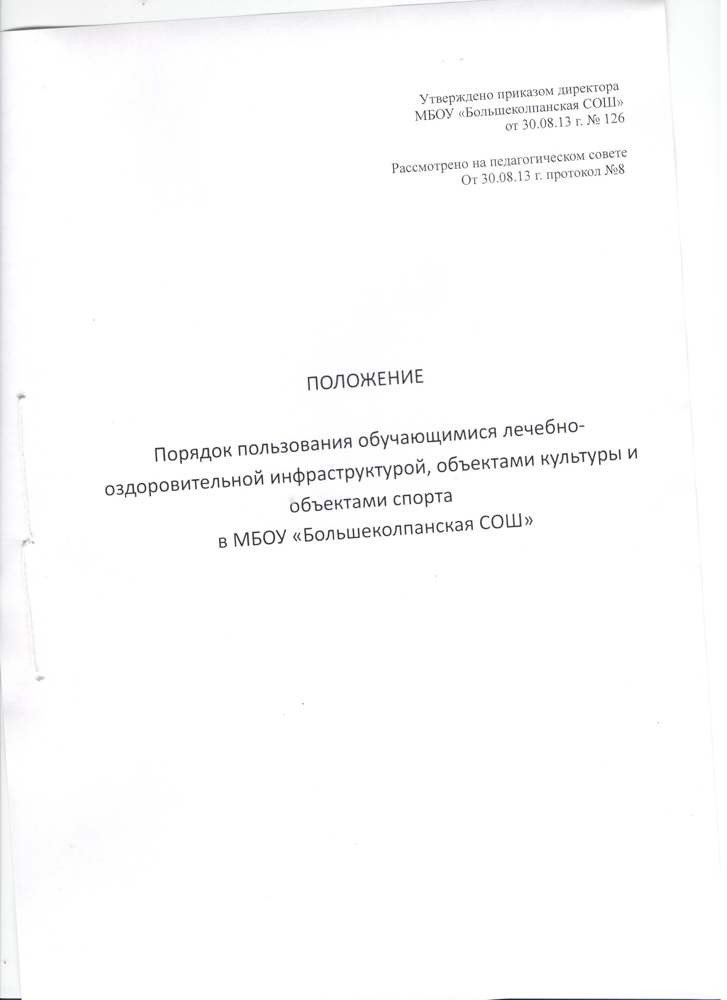 Утверждено приказом директора
МБОУ «Большеколпанская СОШ»
от 30.08.13 г. № 126
Рассмотрено на педагогическом совете
От 30.08.13 г. протокол №8
ПОЛОЖЕНИЕ
Порядок пользования обучающимися лечебно-
оздоровительной инфраструктурой, объектами культуры и
объектами спорта
в МБОУ «Большеколпанская СОШ»